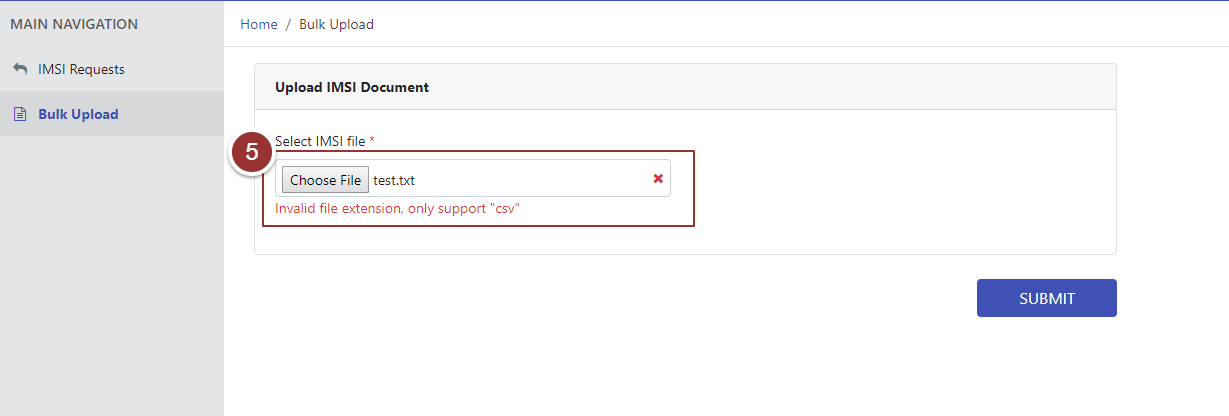 MAIN NAVIGATION
Home / Bulk Upload
IMSI Requests
Bulk Upload
Upload IMSI Document
Select IMSI file *
5
Choose File test.txt
Invalid file extension, only support "csv"
SUBMIT